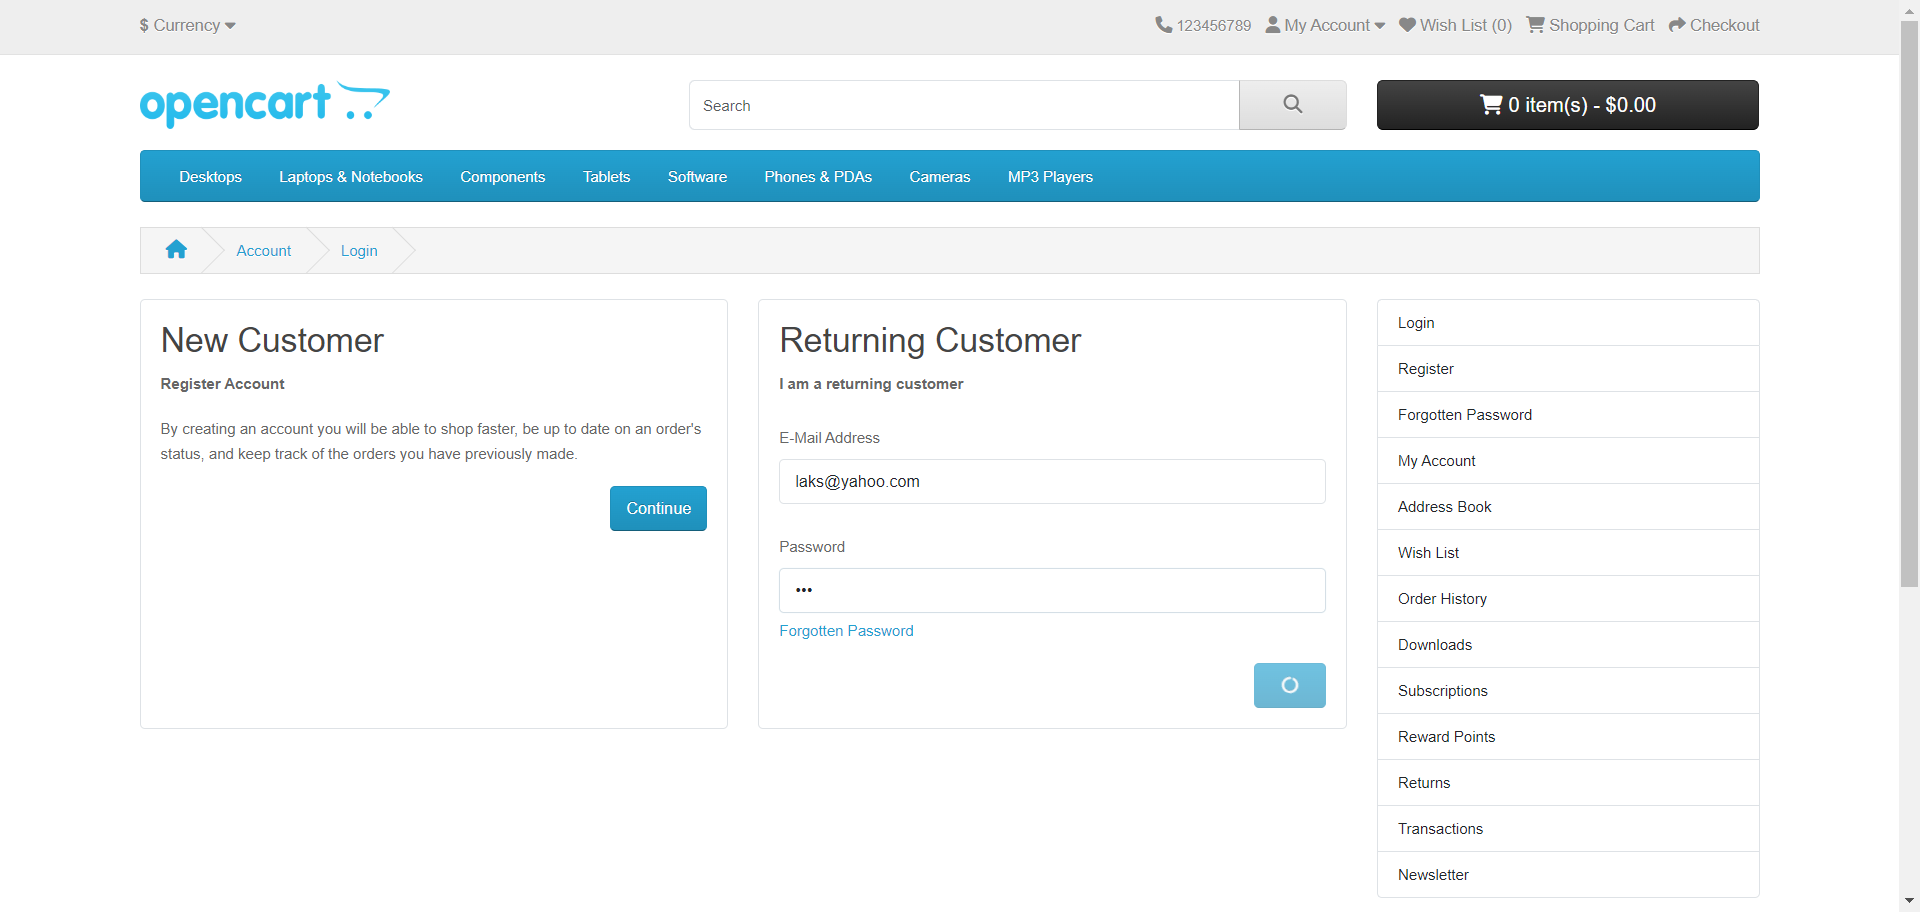 $ Currency
123456789 My Account Wish List (0) Shopping Cart Checkout
opencart
Search
0 item(s) - $0.00
Desktops Laptops & Notebooks Components Tablets Software Phones & PDAs Cameras MP3 Players
Account Login
New Customer
Register Account
By creating an account you will be able to shop faster, be up to date on an order's
status, and keep track of the orders you have previously made.
Continue
Returning Customer
I am a returning customer
E-Mail Address
laks@yahoo.com
Password
•••
Forgotten Password
Login
Register
Forgotten Password
My Account
Address Book
Wish List
Order History
Downloads
Subscriptions
Reward Points
Returns
Transactions
Newsletter